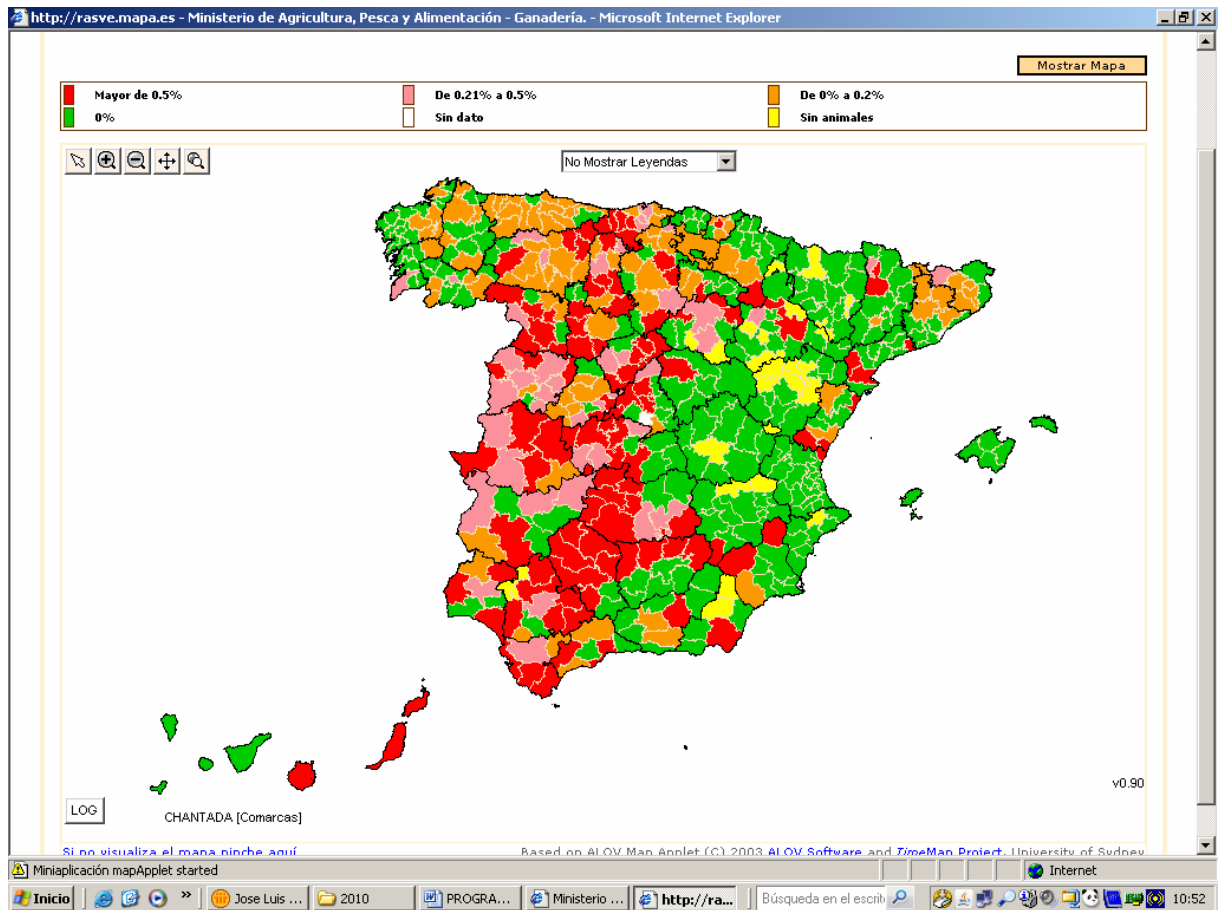 http://rasve.mapa.es - Ministerio de Agricultura, Pesca y Alimentación - Ganadería. - Microsoft Internet Explorer
Mostrar Mapa
Mayor de 0.5% De 0.21% a 0.5% De 0% a 0.2%
0% Sin dato Sin animales
No Mostrar Leyendas
v0.90
LOG
CHANTADA [Comarcas]
Si no visualiza el mapa pinche aquí Based on ALOV Map Applet (C) 2003 ALOV Software and TimeMap Project, University of Sydney
Miniaplicación mapApplet started Internet
Inicio » Jose Luis ... 2010 PROGRA... Ministerio ... http://ra... Búsqueda en el escrit 10:52